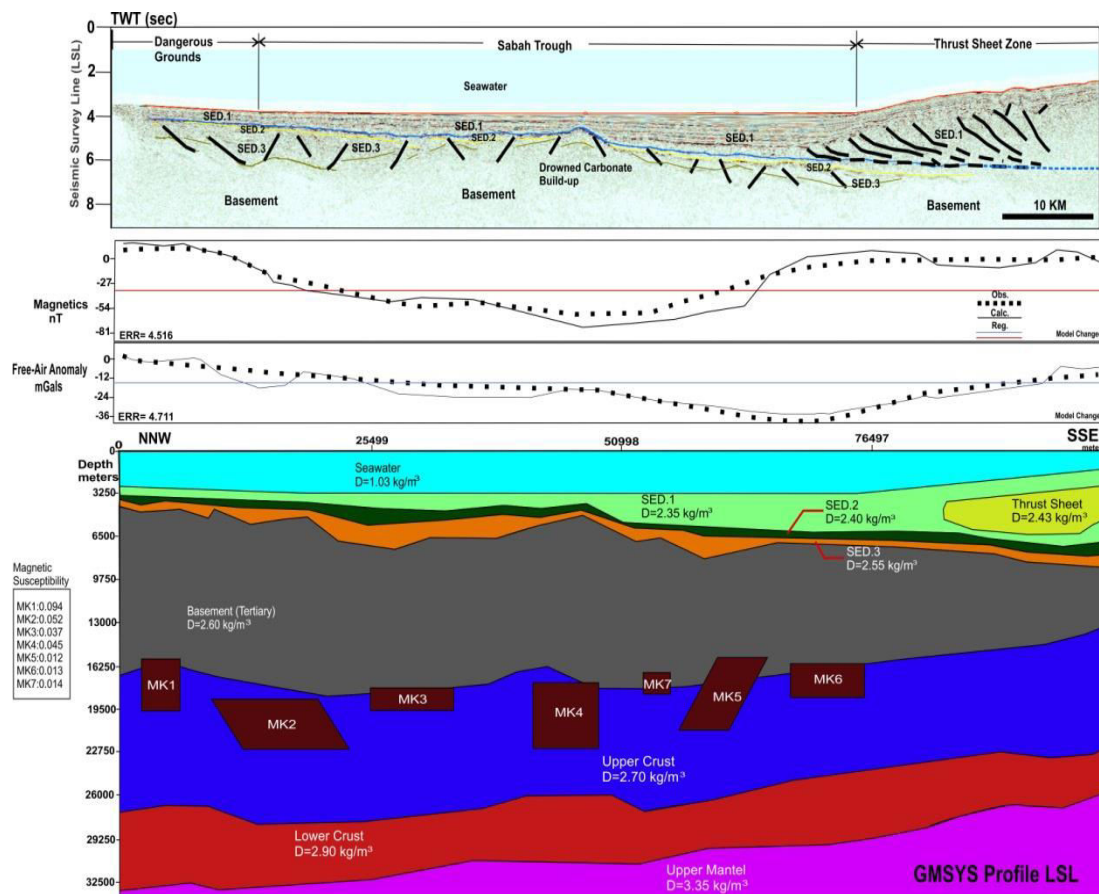 TWT (sec)
Dangerous
Grounds
Sabah Trough
Thrust Sheet Zone
Seismic Survey Line (LSL)
0
2
4
6
8
Seawater
SED.1
SED.2
SED.3
SED.1
SED.3
SED.2
SED.1
SED.2
SED.3
SED.1
Drowned Carbonate
Build-up
Basement
Basement
Basement
10 KM
Magnetics
nT
0
-27
-54
-81
ERR= 4.516
Obs.
Calc.
Reg.
Model Change
Free-Air Anomaly
mGals
0
-12
-24
-36
ERR= 4.711
Model Change
0
NNW
25499
50998
76497
SSE
mete
Depth
meters
0
3250
6500
9750
13000
16250
19500
22750
26000
29250
32500
Seawater
D=1.03 kg/m³
SED.1
D=2.35 kg/m³
SED.2
D=2.40 kg/m³
Thrust Sheet
D=2.43 kg/m³
SED.3
D=2.55 kg/m³
Basement (Tertiary)
D=2.60 kg/m³
Magnetic
Susceptibility
MK1:0.094
MK2:0.052
MK3:0.037
MK4:0.045
MK5:0.012
MK6:0.013
MK7:0.014
MK1
MK2
MK3
MK4
MK7
MK5
MK6
Upper Crust
D=2.70 kg/m³
Lower Crust
D=2.90 kg/m³
Upper Mantel
D=3.35 kg/m³
GMSYS Profile LSL